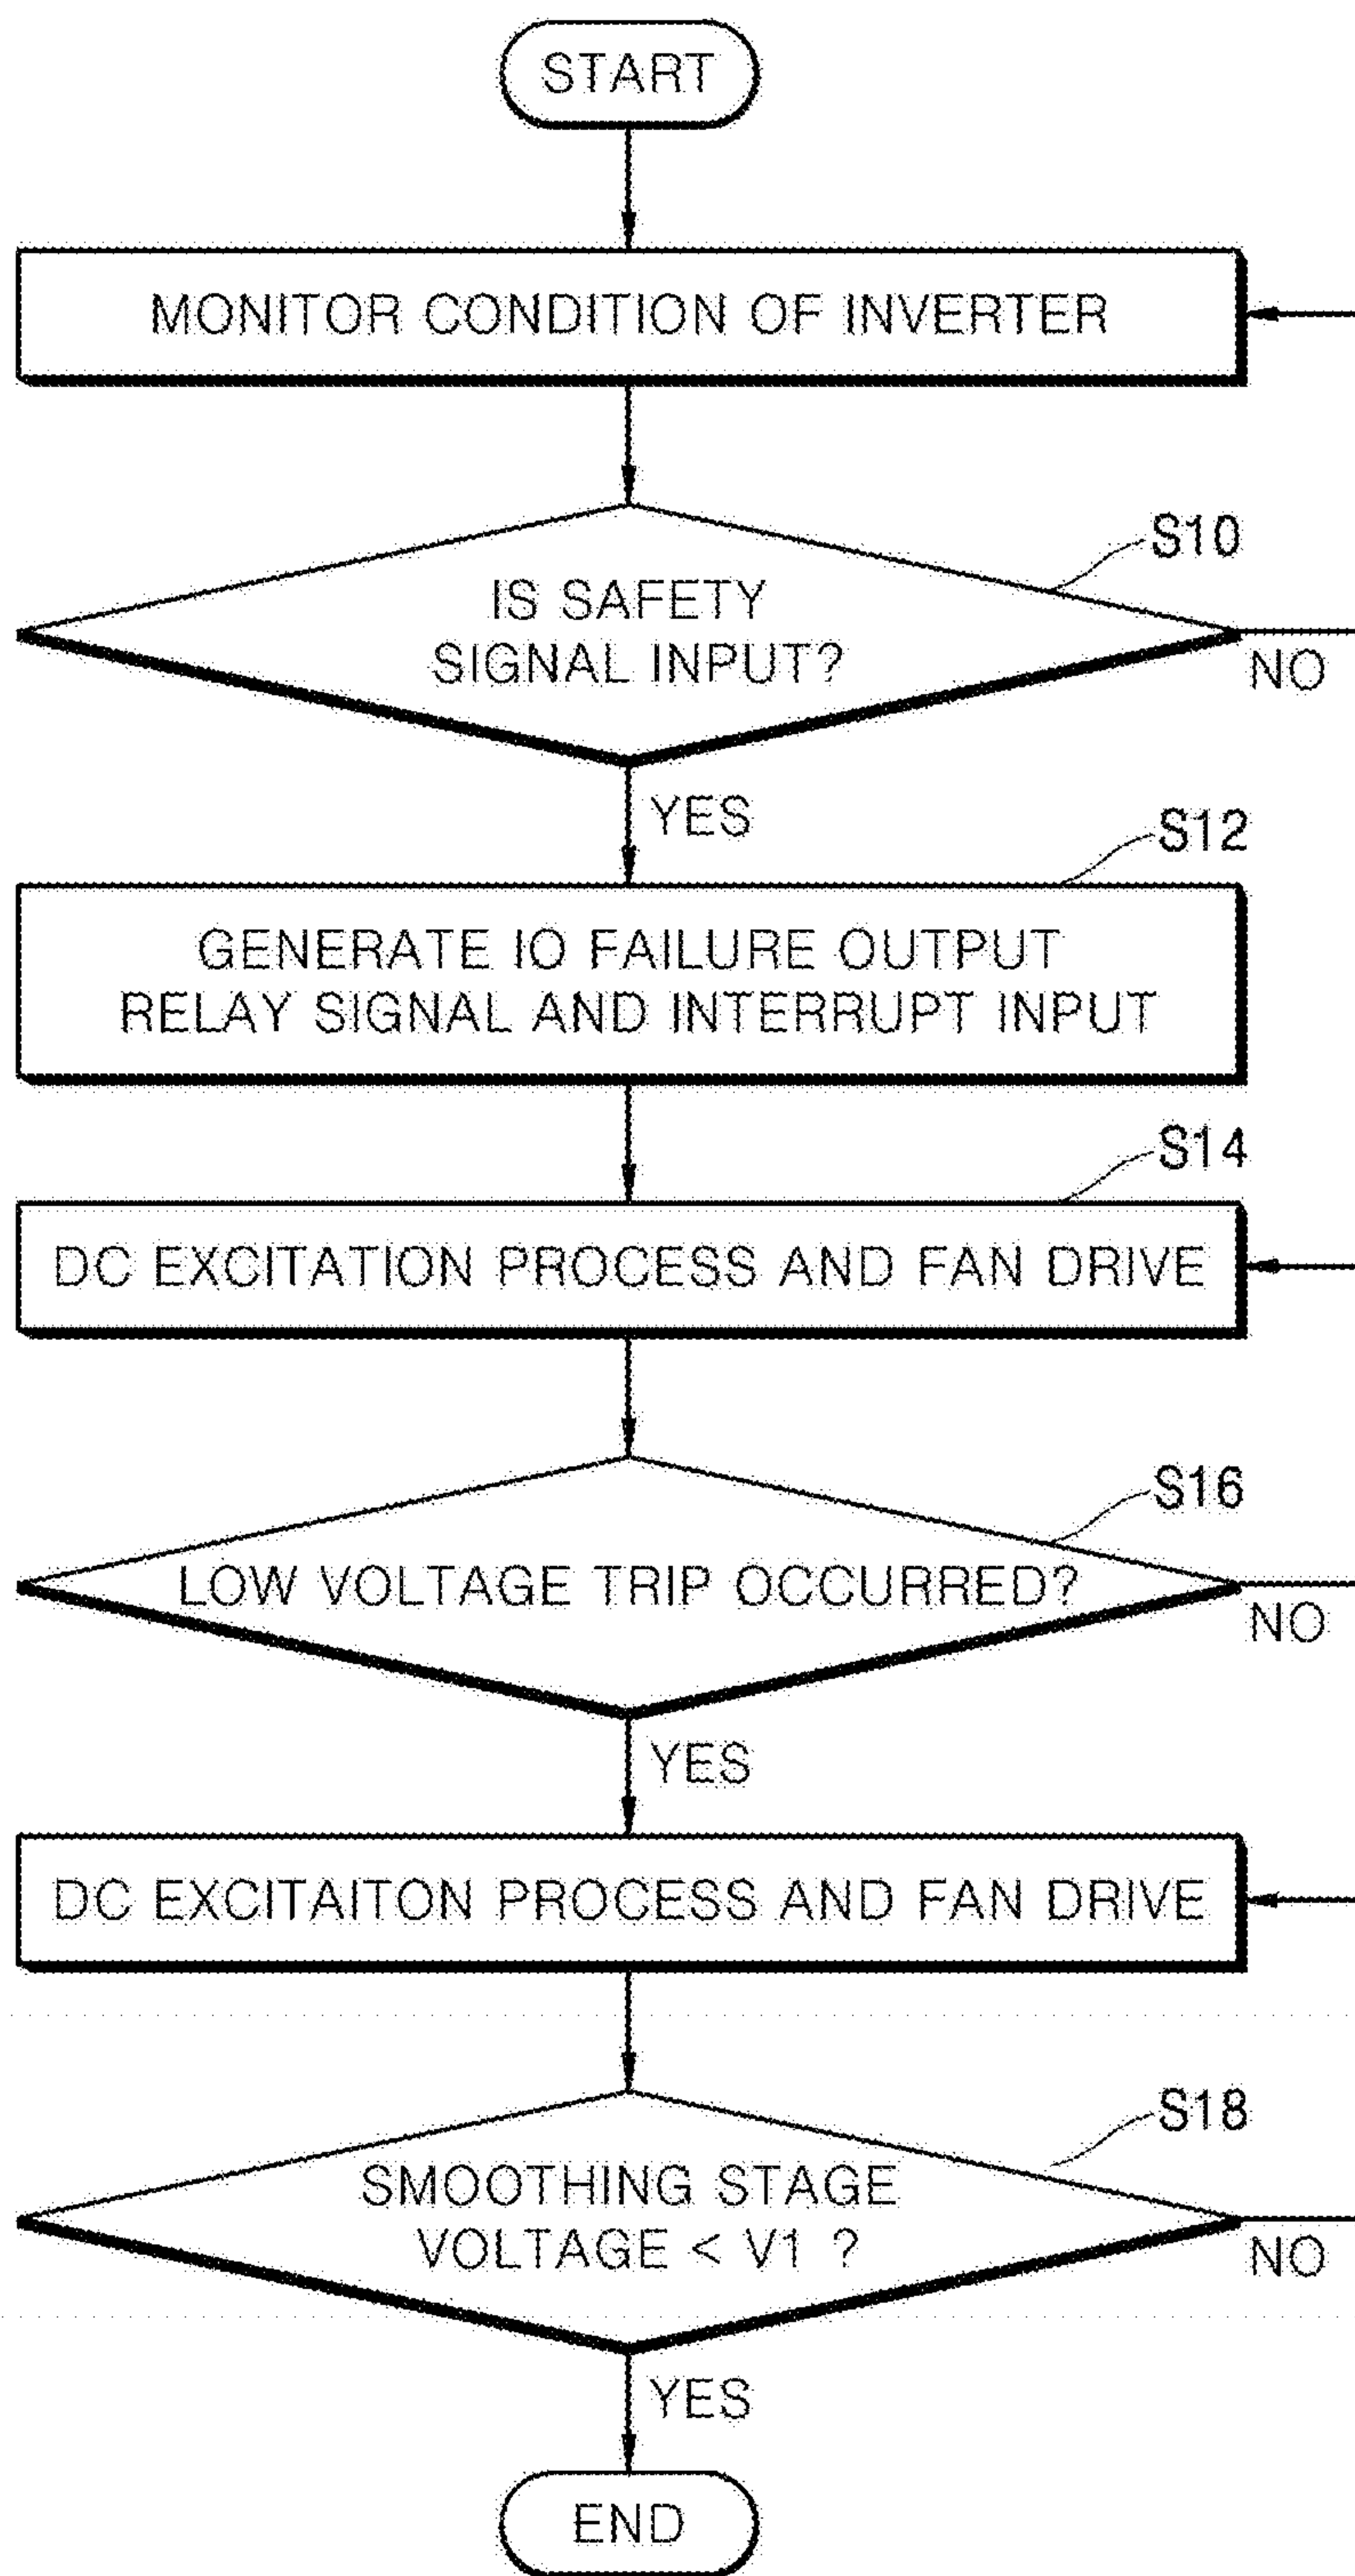 START
MONITOR CONDITION OF INVERTER
S10
IS SAFETY
SIGNAL INPUT?
NO
YES
S12
GENERATE IO FAILURE OUTPUT
RELAY SIGNAL AND INTERRUPT INPUT
S14
DC EXCITATION PROCESS AND FAN DRIVE
S16
LOW VOLTAGE TRIP OCCURRED?
NO
YES
DC EXCITAITON PROCESS AND FAN DRIVE
S18
SMOOTHING STAGE
VOLTAGE < V1 ?
NO
YES
END